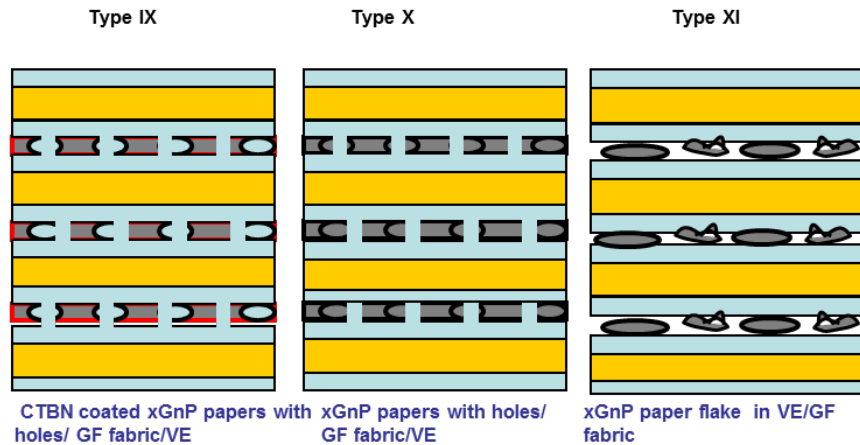 Type IX
Type X
Type XI
CTBN coated xGnP papers with
holes/ GF fabric/VE
xGnP papers with holes/
GF fabric/VE
xGnP paper flake in VE/GF
fabric